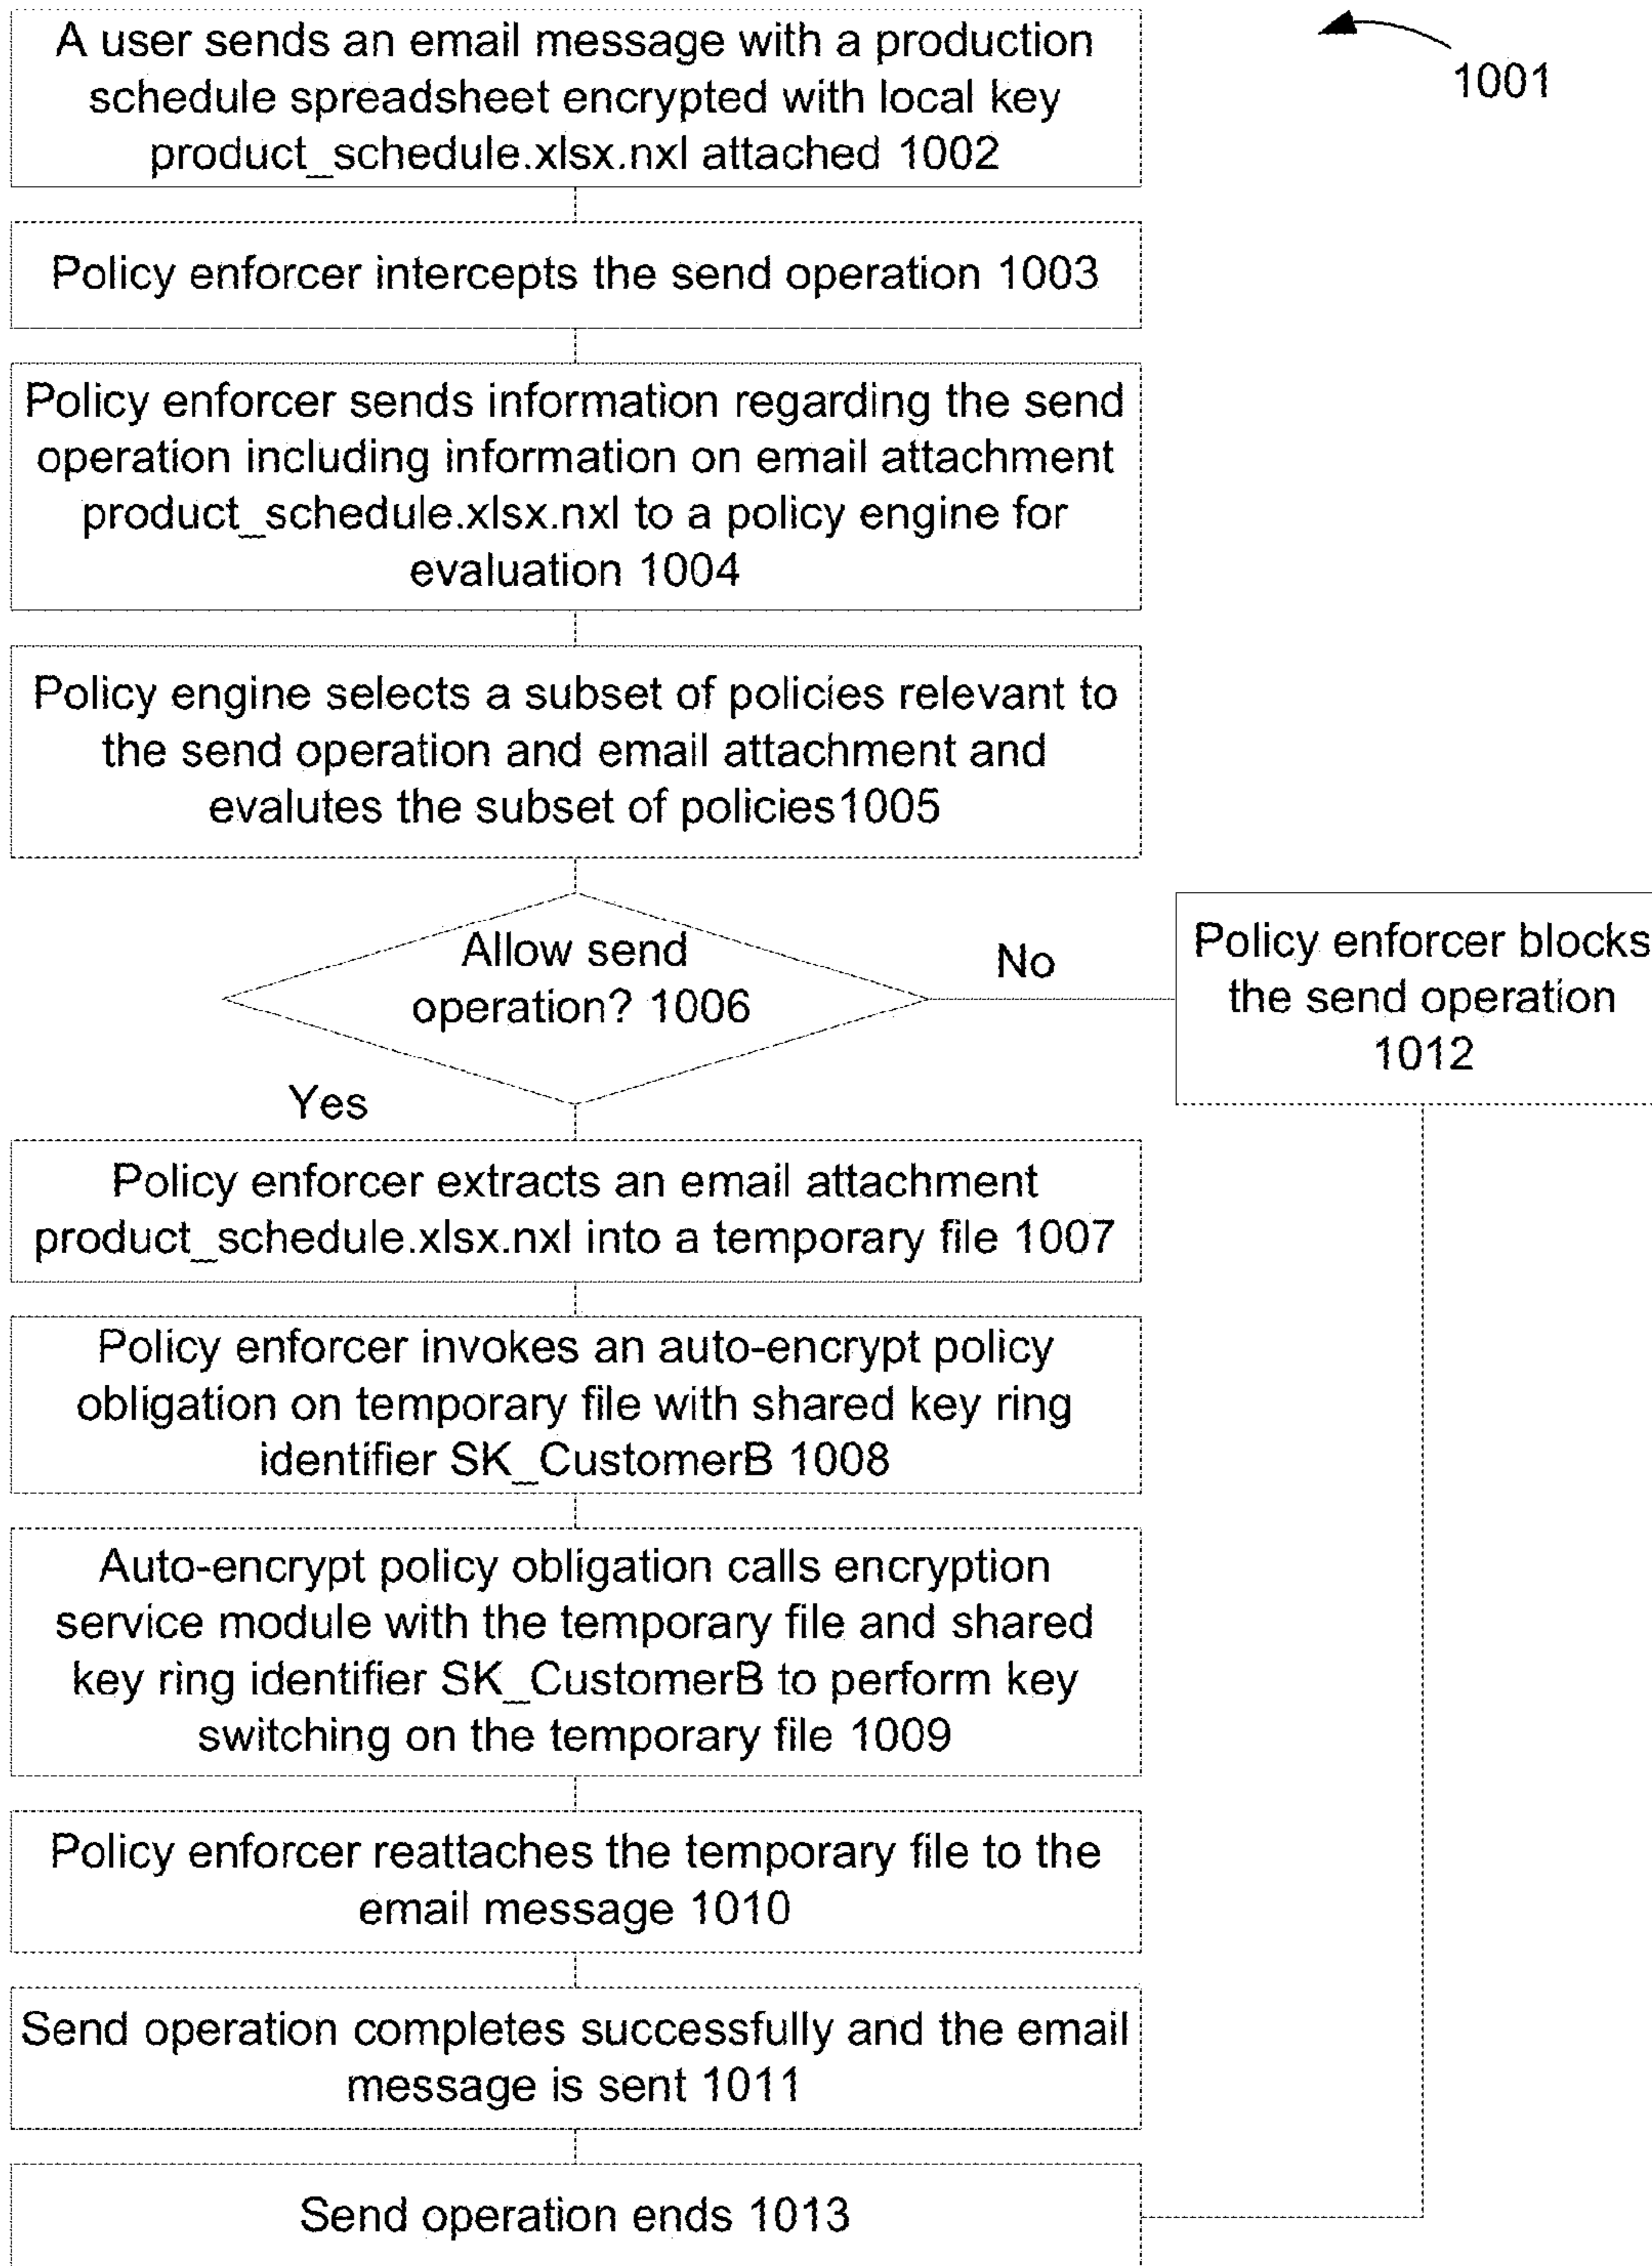 A user sends an email message with a production
schedule spreadsheet encrypted with local key
product_schedule.xlsx.nxl attached 1002
1001
Policy enforcer intercepts the send operation 1003
Policy enforcer sends information regarding the send
operation including information on email attachment
product_schedule.xlsx.nxl to a policy engine for
evaluation 1004
Policy engine selects a subset of policies relevant to
the send operation and email attachment and
evalutes the subset of policies1005
Allow send
operation? 1006
No
Policy enforcer blocks
the send operation
1012
Yes
Policy enforcer extracts an email attachment
product_schedule.xlsx.nxl into a temporary file 1007
Policy enforcer invokes an auto-encrypt policy
obligation on temporary file with shared key ring
identifier SK_CustomerB 1008
Auto-encrypt policy obligation calls encryption
service module with the temporary file and shared
key ring identifier SK_CustomerB to perform key
switching on the temporary file 1009
Policy enforcer reattaches the temporary file to the
email message 1010
Send operation completes successfully and the email
message is sent 1011
Send operation ends 1013